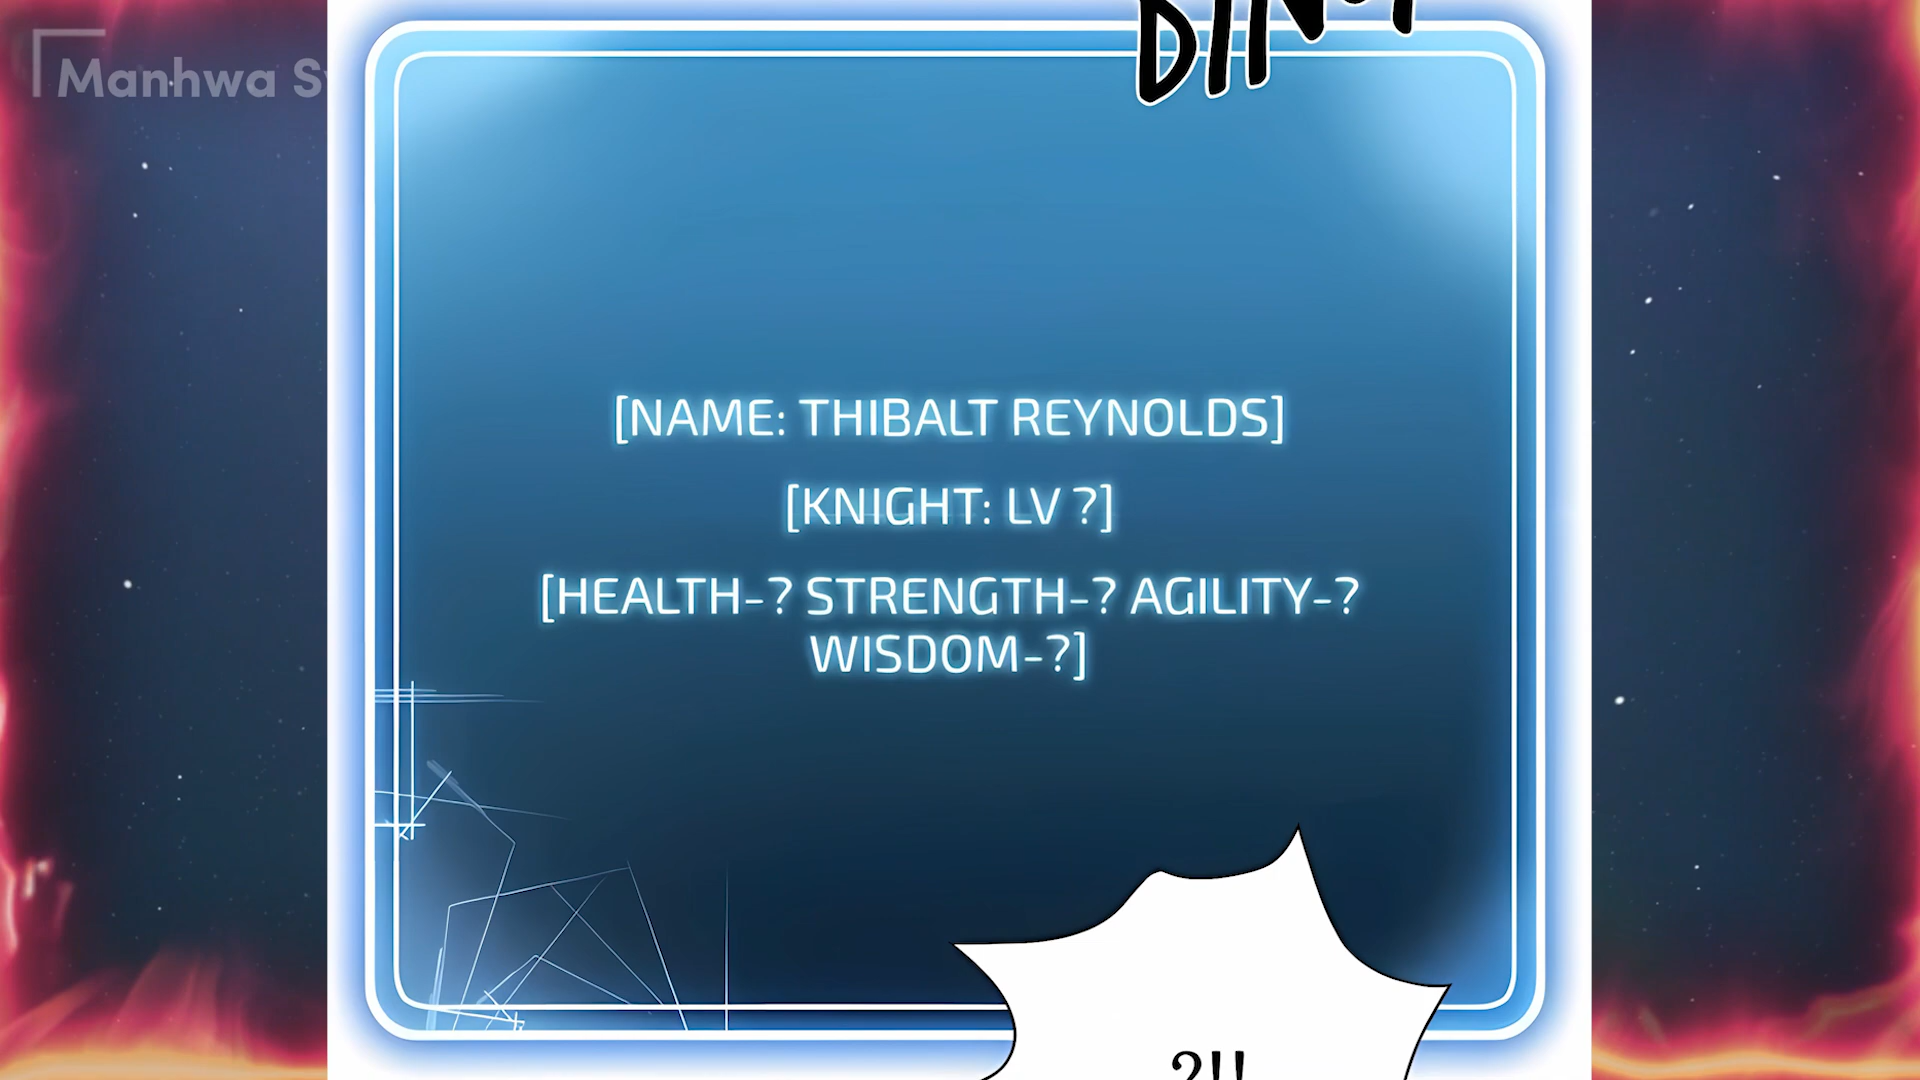 Manhwa
[NAME: THIBALT REYNOLDS]
[KNIGHT: LV ?]
[HEALTH-? STRENGTH-? AGILITY-?
WISDOM-?]
?!!